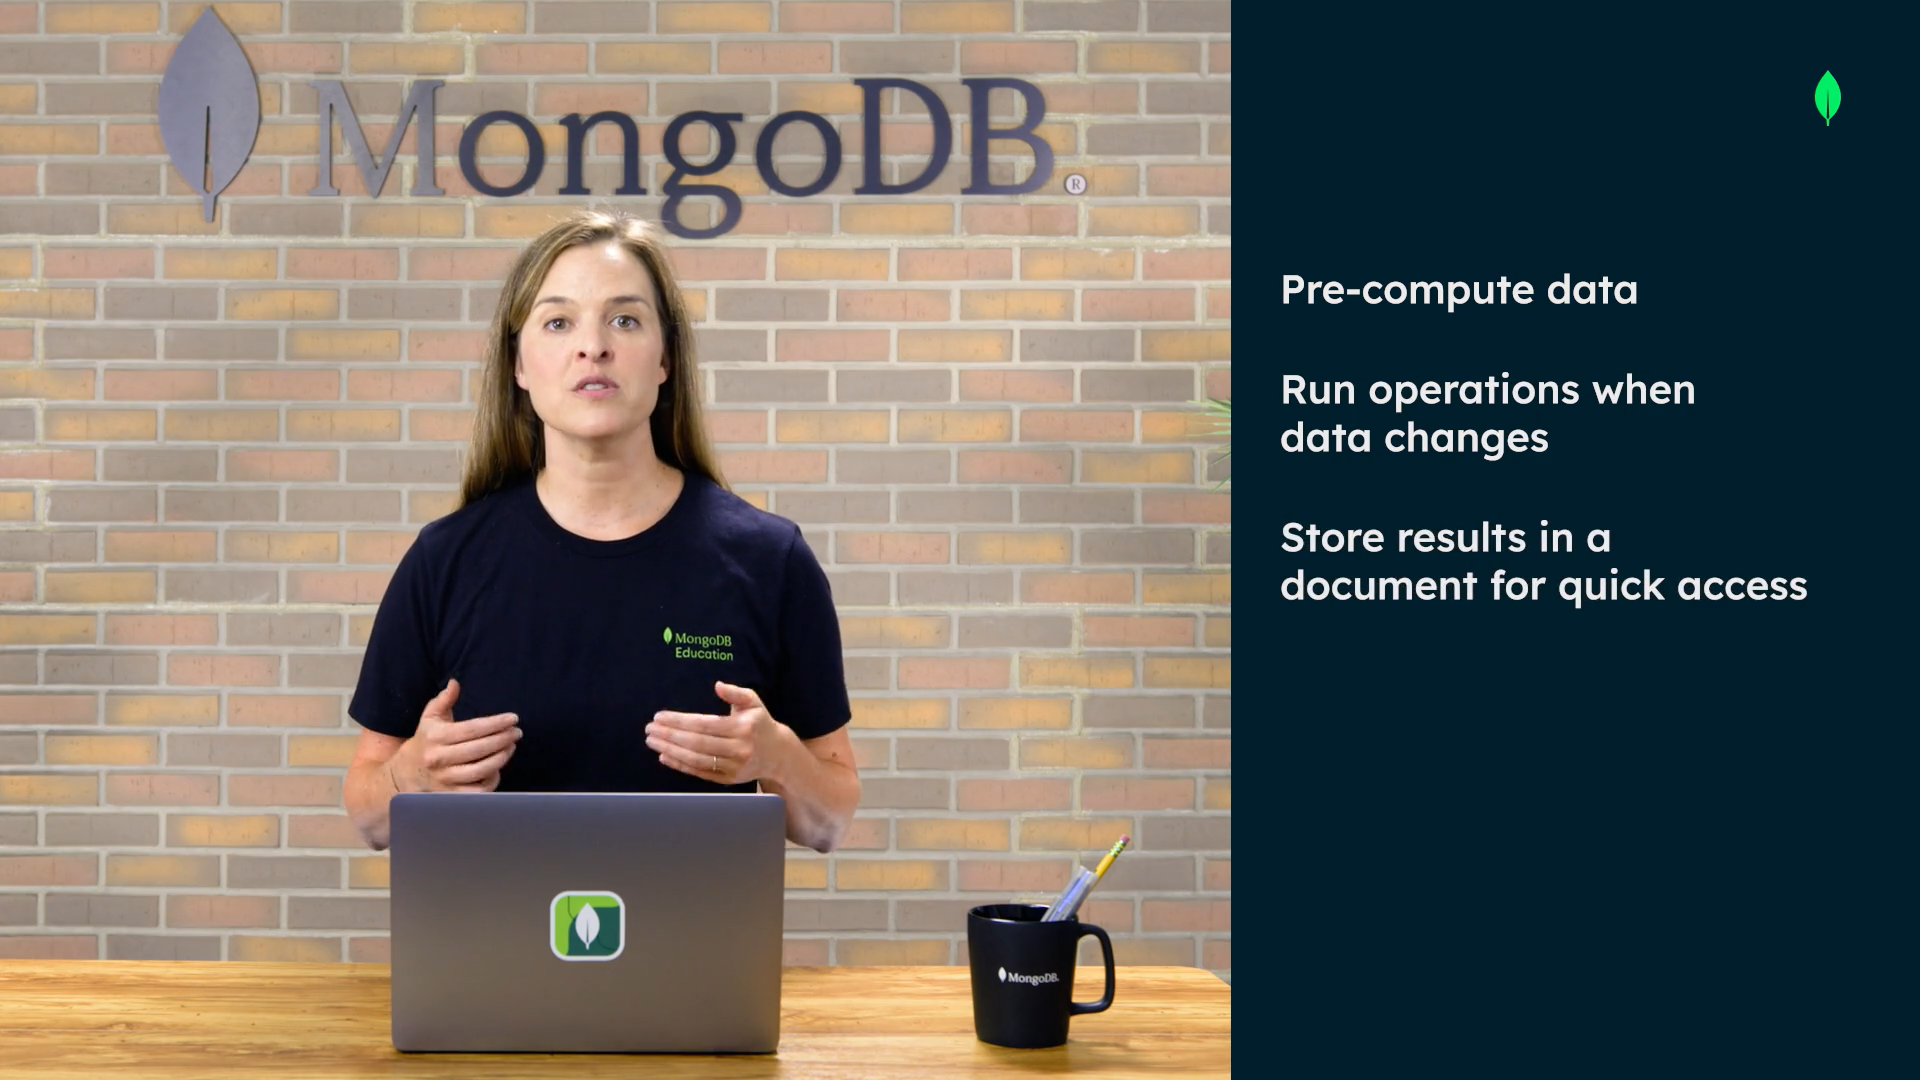 MongoDB®
Pre-compute data
Run operations when
data changes
Store results in a
document for quick access
MongoDB
Education
MongoDB.